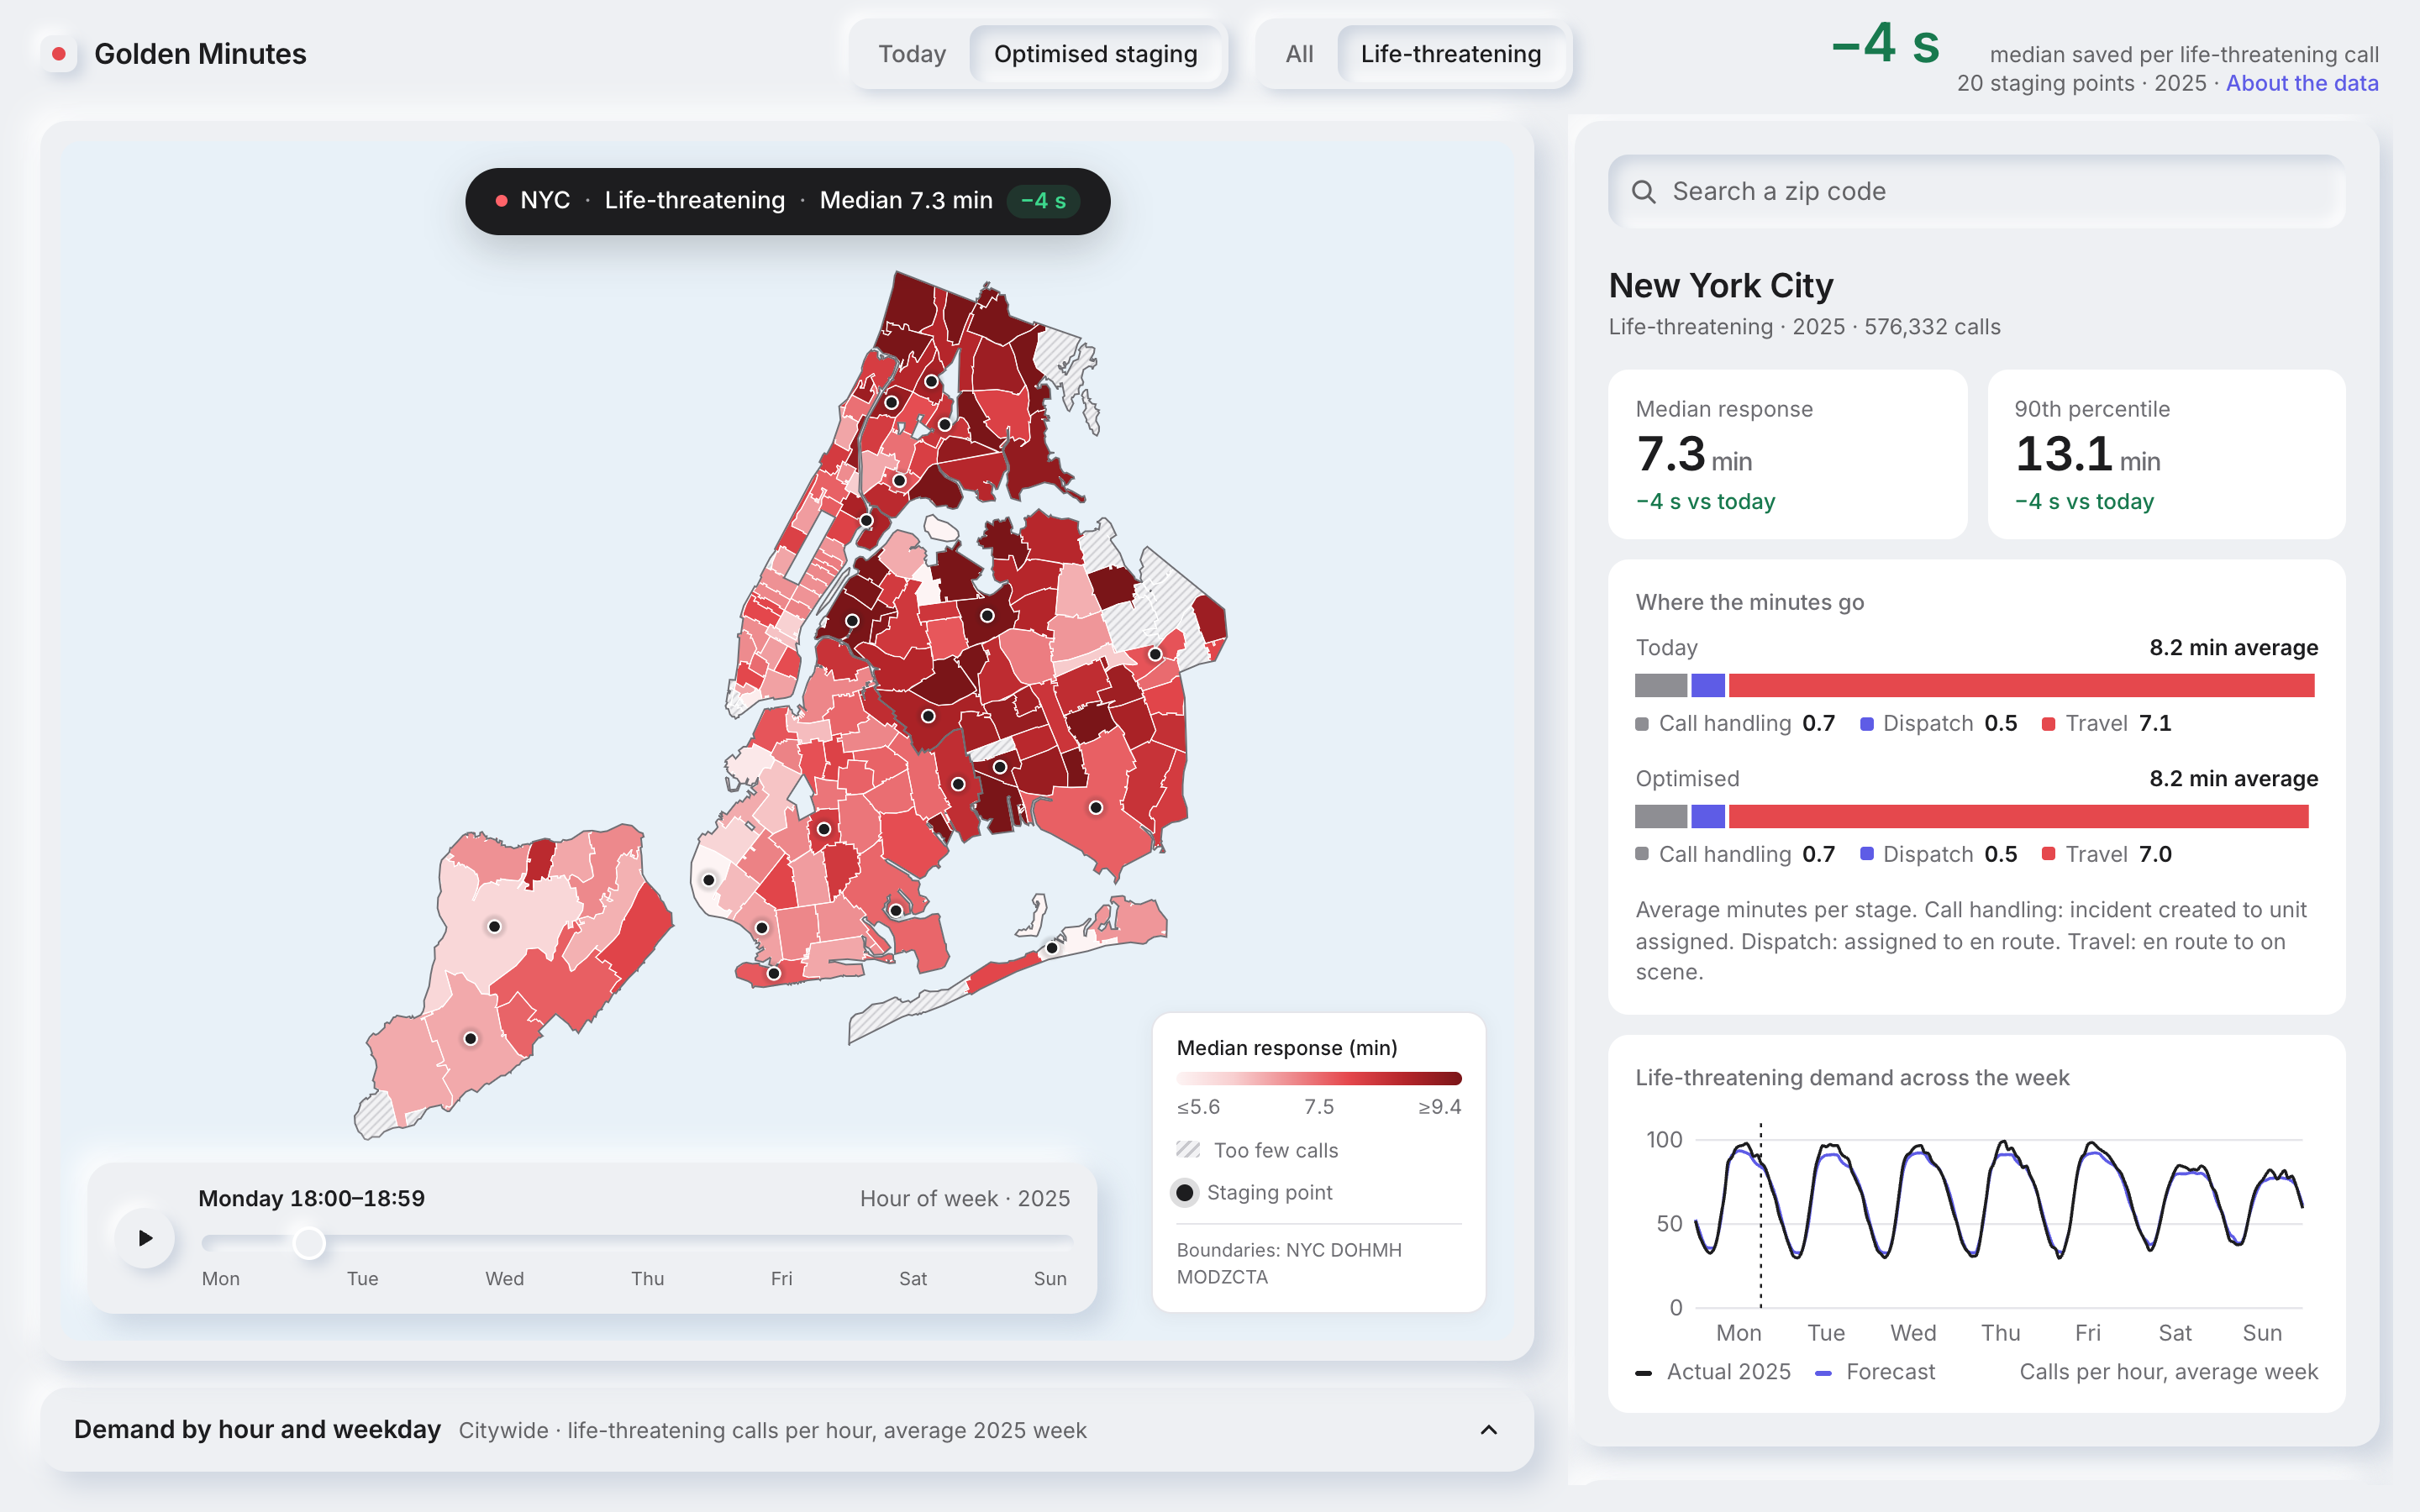 Golden Minutes
Today
Optimised staging
All
Life-threatening
−4 s
median saved per life-threatening call
20 staging points · 2025 · About the data
NYC · Life-threatening · Median 7.3 min −4 s
Median response (min)
≤5.6 7.5 ≥9.4
Too few calls
Staging point
Boundaries: NYC DOHMH
MODZCTA
Monday 18:00–18:59
Hour of week · 2025
Mon Tue Wed Thu Fri Sat Sun
Demand by hour and weekday
Citywide · life-threatening calls per hour, average 2025 week
Search a zip code
New York City
Life-threatening · 2025 · 576,332 calls
Median response
7.3 min
−4 s vs today
90th percentile
13.1 min
−4 s vs today
Where the minutes go
Today 8.2 min average
Call handling 0.7 Dispatch 0.5 Travel 7.1
Optimised 8.2 min average
Call handling 0.7 Dispatch 0.5 Travel 7.0
Average minutes per stage. Call handling: incident created to unit
assigned. Dispatch: assigned to en route. Travel: en route to on
scene.
Life-threatening demand across the week
100
50
0
Mon Tue Wed Thu Fri Sat Sun
Actual 2025 Forecast Calls per hour, average week